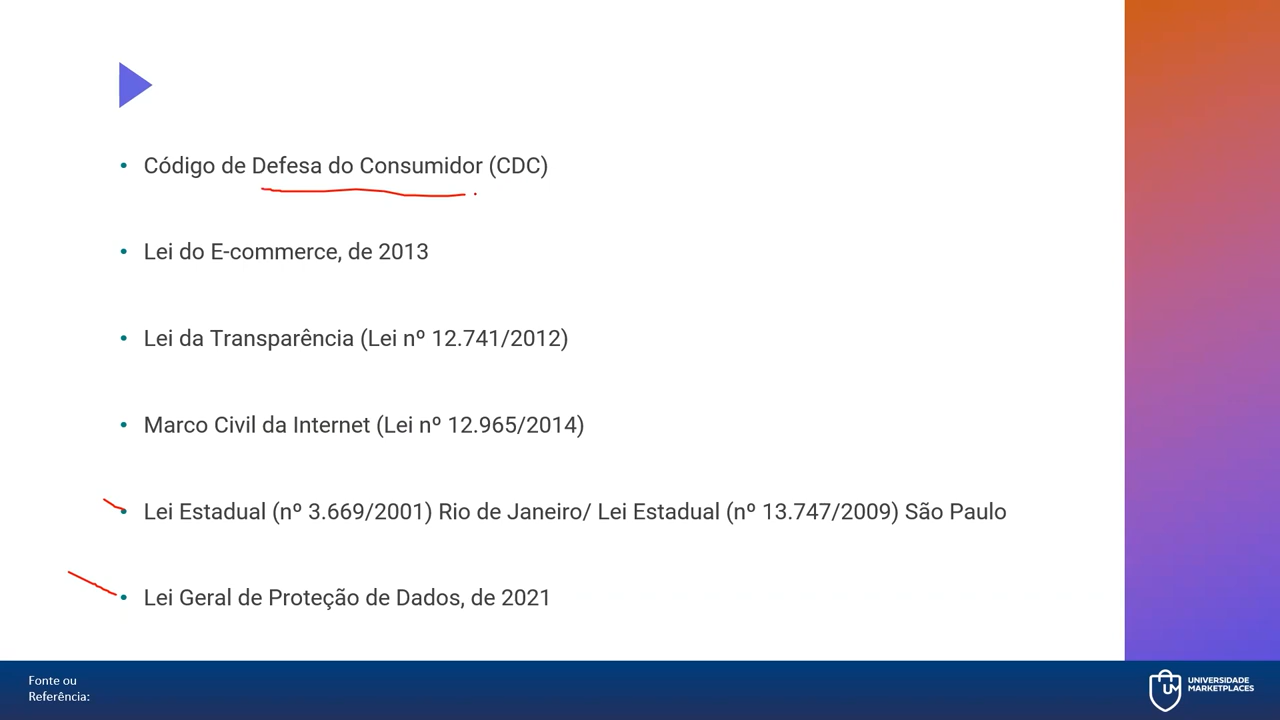 • Código de Defesa do Consumidor (CDC)
• Lei do E-commerce, de 2013
• Lei da Transparência (Lei nº 12.741/2012)
• Marco Civil da Internet (Lei nº 12.965/2014)
• Lei Estadual (nº 3.669/2001) Rio de Janeiro/ Lei Estadual (nº 13.747/2009) São Paulo
• Lei Geral de Proteção de Dados, de 2021
Fonte ou
Referência:
UM
UNIVERSIDADE
MARKETPLACES